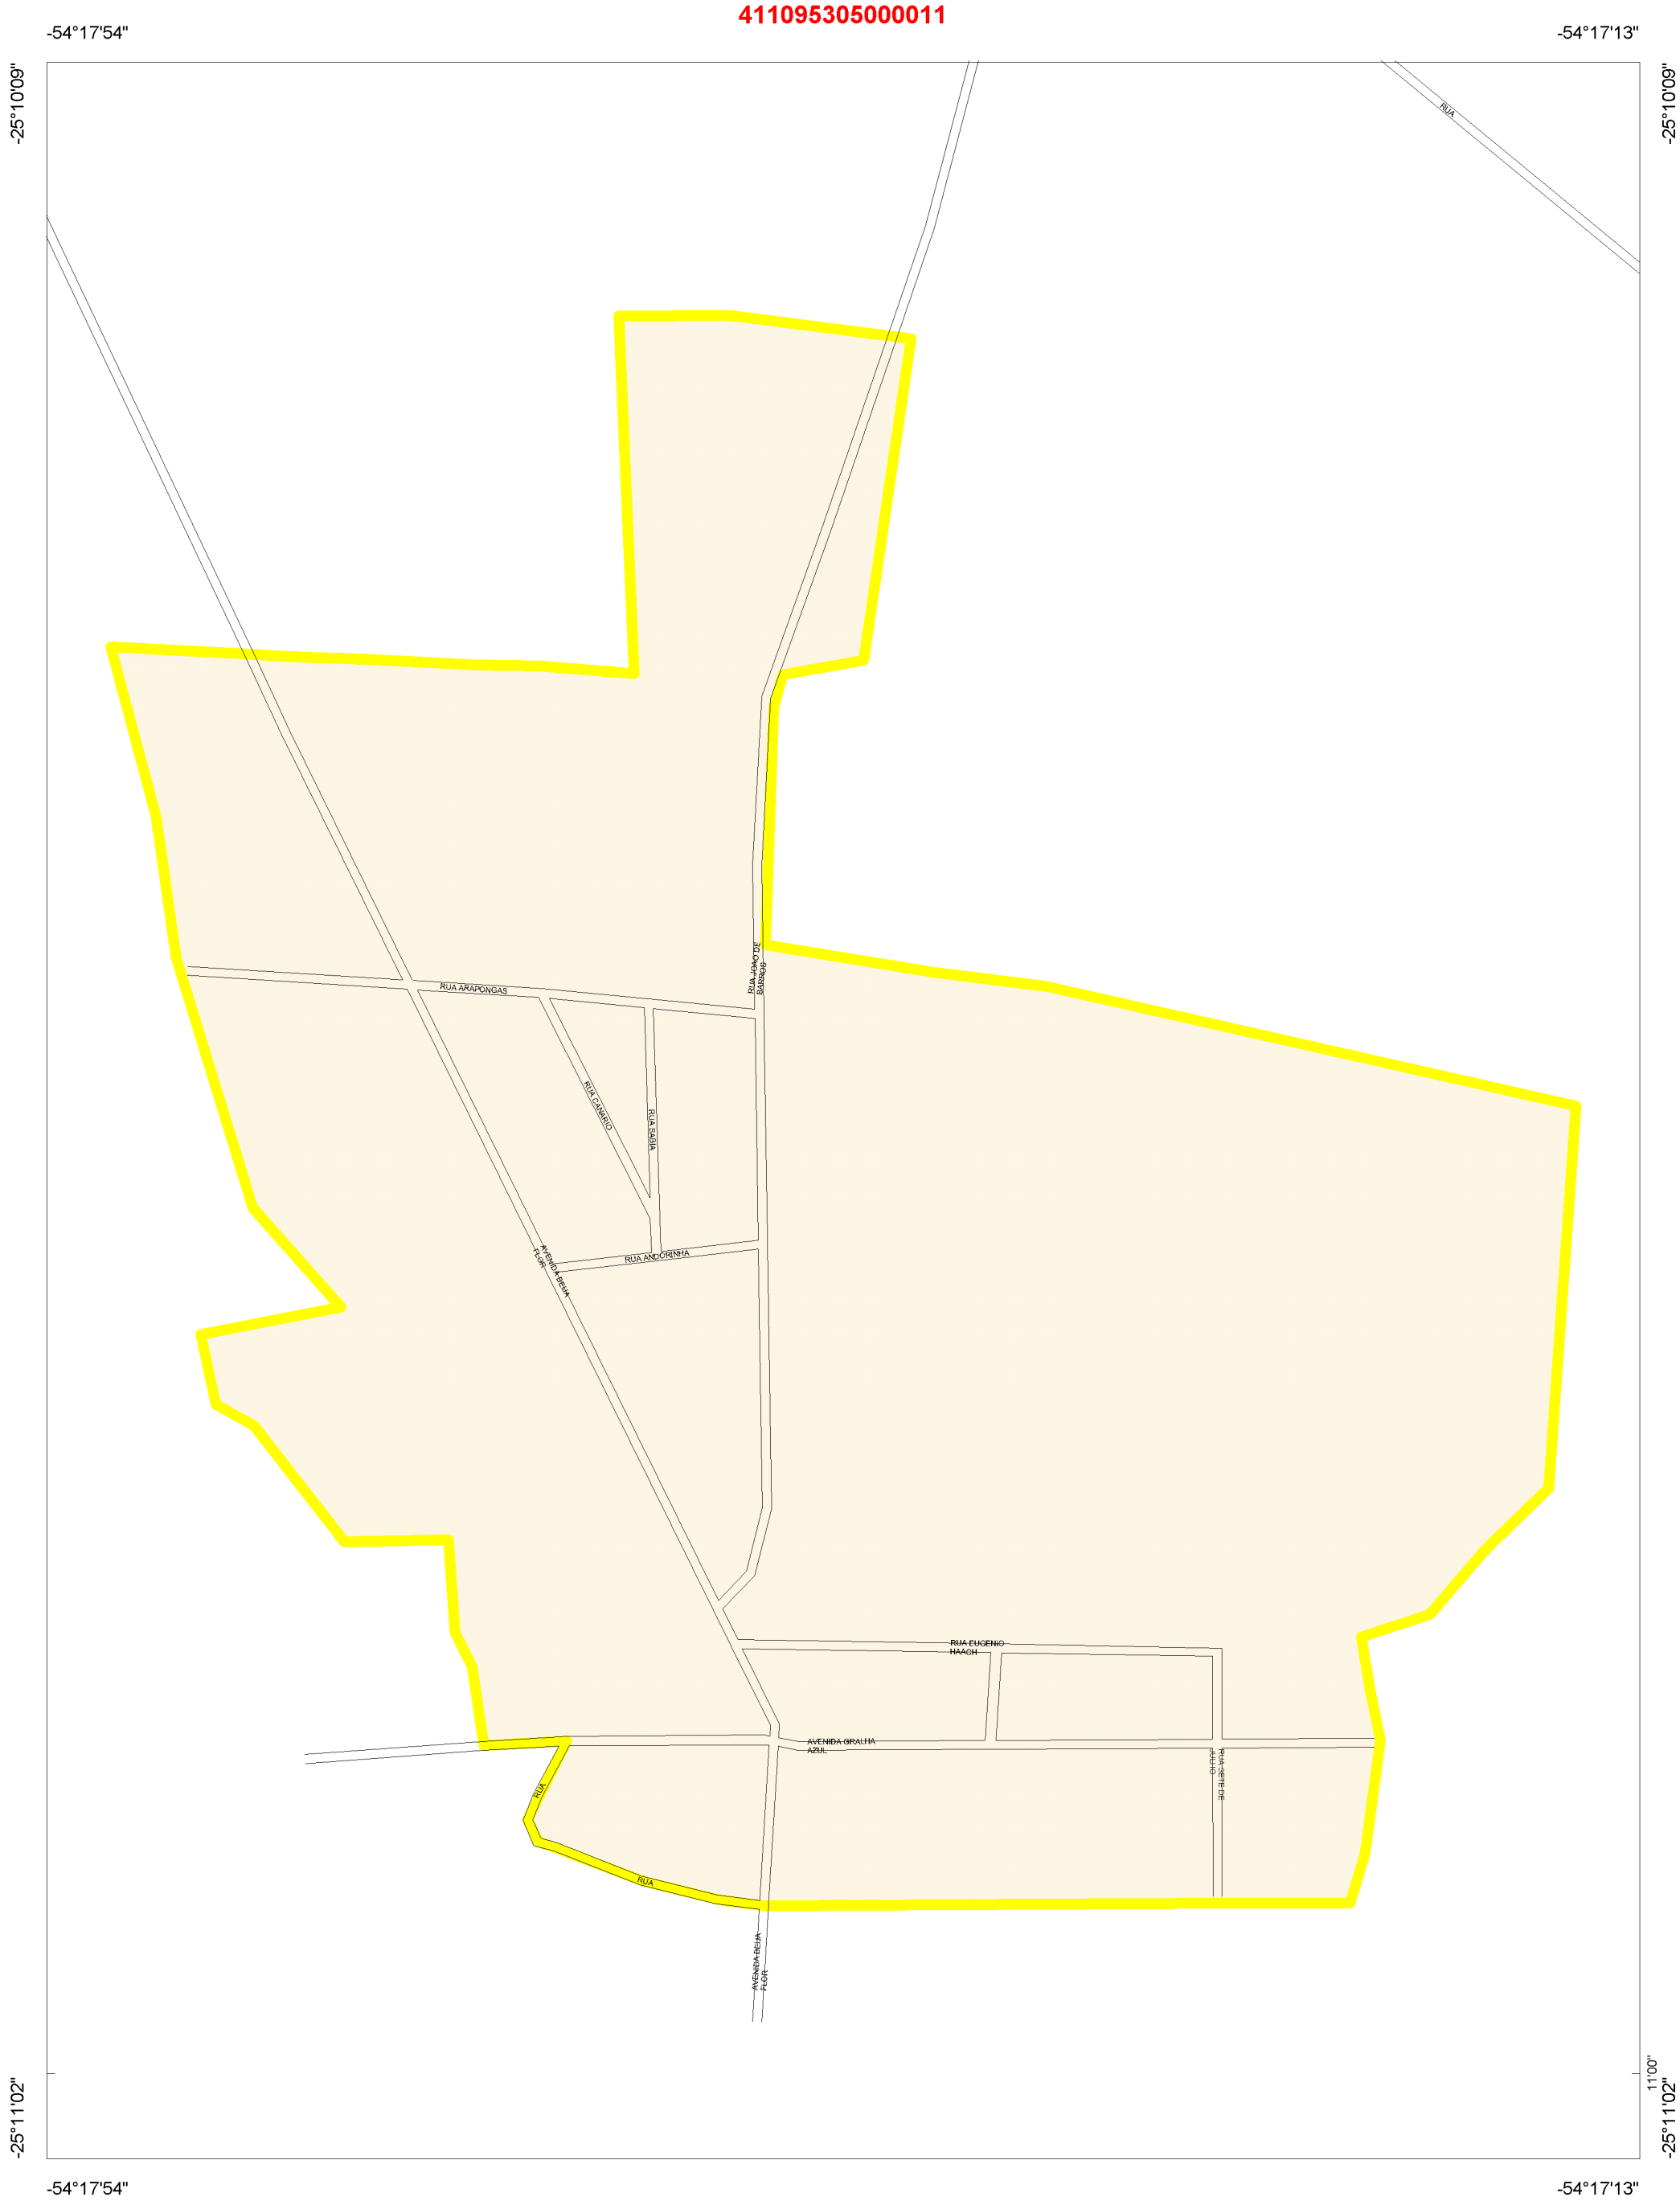 411095305000011
-54°17'54"
-54°17'13"
-25°10'09"
-25°10'09"
RUA
RUA JOAO DE
BARROS
RUA ARAPONGAS
RUA CANARIO
RUA SABIA
RUA ANDORINHA
AVENIDA BEIJA
FLOR
RUA EUGENIO
HAACH
AVENIDA GRALHA
AZUL
RUA SETE DE
JULHO
RUA
RUA
AVENIDA BEIJA
FLOR
11'00"
-25°11'02"
-25°11'02"
-54°17'54"
-54°17'13"